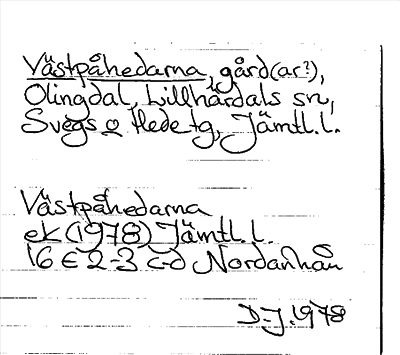 Västpåhedarna, gård(ar?),
Olingdal, Lillhärdals sn,
Svegs o Hede tg, Jämtl. l.
Västpåhedarna
ek (1978) Jämtl. l.
16 E 2-3 c-d Nordanhån
D-J 1978